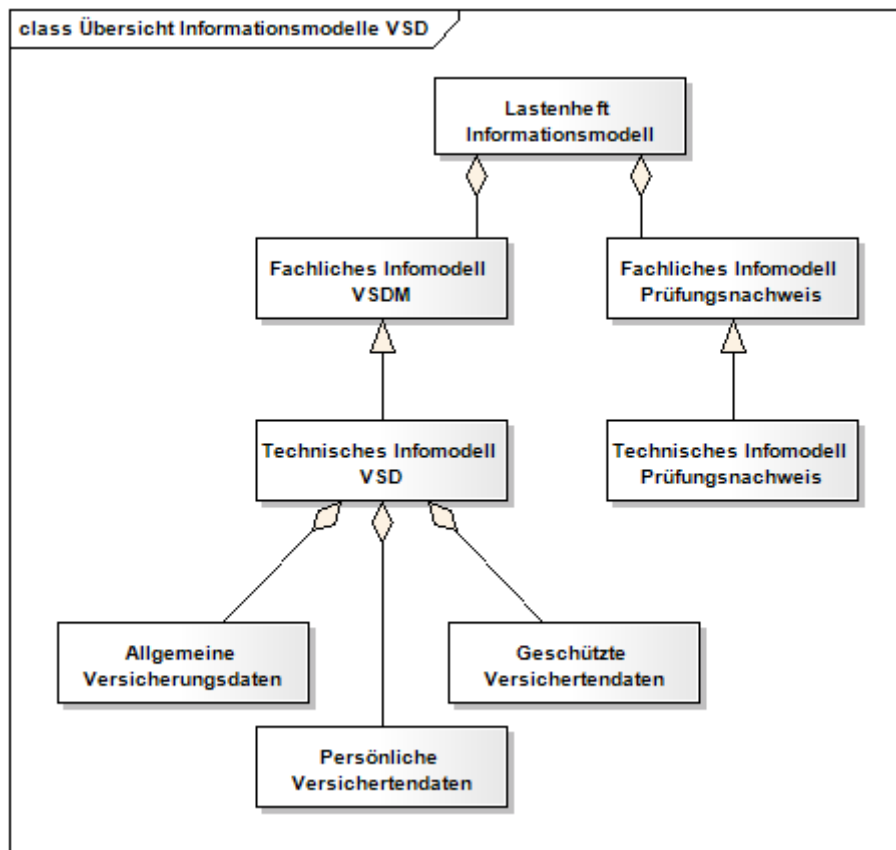 class Übersicht Informationsmodelle VSD
Lastenheft
Informationsmodell
Fachliches Infomodell
VSDM
Fachliches Infomodell
Prüfungsnachweis
Technisches Infomodell
VSD
Technisches Infomodell
Prüfungsnachweis
Allgemeine
Versicherungsdaten
Geschützte
Versichertendaten
Persönliche
Versichertendaten